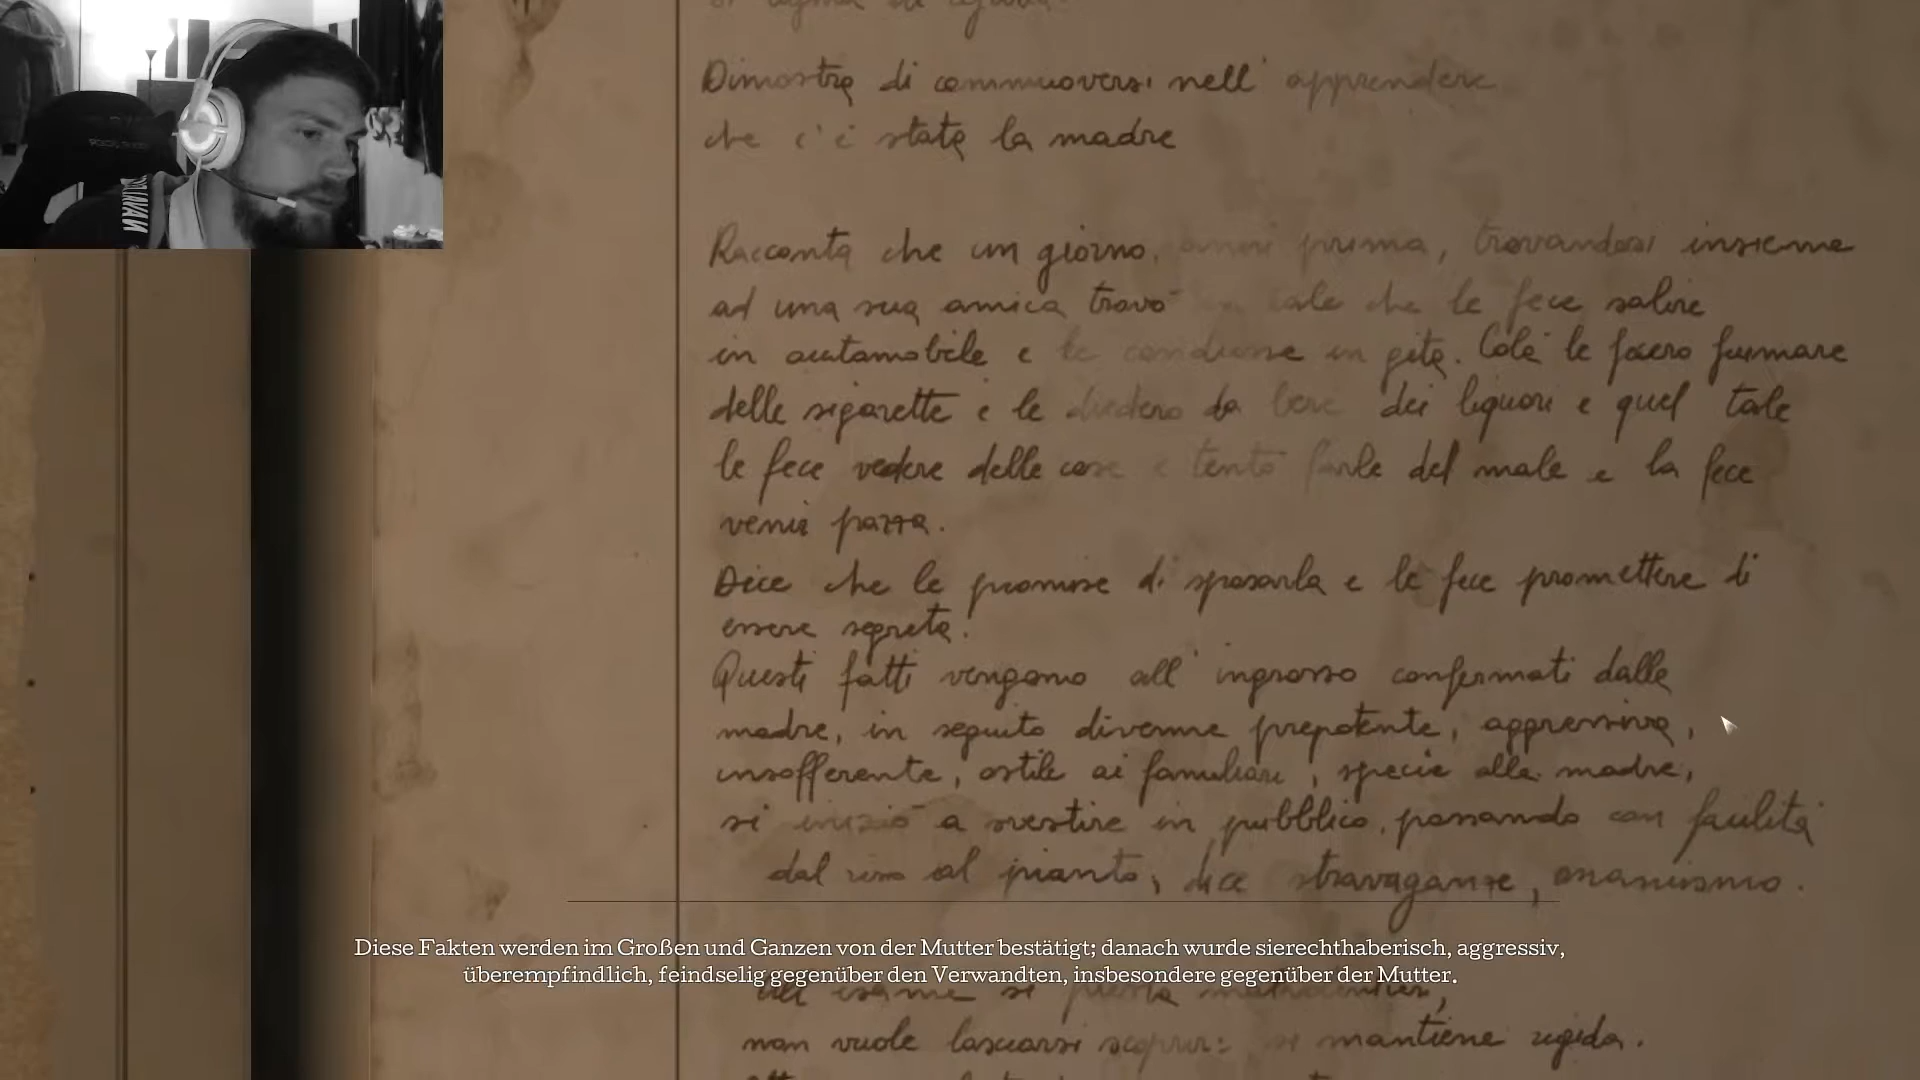 Dimostra di commuoversi nell' apprendere
che c'è stata la madre
Racconta che un giorno, anni prima, trovandosi insieme
ad una sua amica trovò un tale che le fece salire
in automobile e le condusse in gita. Colà le fecero fumare
delle sigarette e le diedero da bere dei liquori e quel tale
le fece vedere delle cose e tentò farle del male e la fece
venir pazza.
Dice che le promise di sposarla e le fece promettere di
essere segreta.
Questi fatti vengono all' ingrosso confermati dalla
madre, in seguito divenne prepotente, aggressiva,
insofferente, ostile ai familiari, specie alla madre,
si iniziò a svestire in pubblico, passando con facilità
dal riso al pianto, dice stravaganze, onanismo.
Diese Fakten werden im Großen und Ganzen von der Mutter bestätigt; danach wurde sierechthaberisch, aggressiv,
überempfindlich, feindselig gegenüber den Verwandten, insbesondere gegenüber der Mutter.
all' esame si
non vuole lasciarsi scoprire: si mantiene rigida.